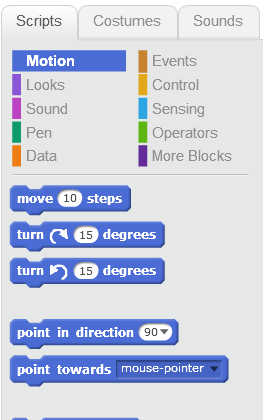 Scripts Costumes Sounds
Motion Events
Looks Control
Sound Sensing
Pen Operators
Data More Blocks
move 10 steps
turn 15 degrees
turn 15 degrees
point in direction 90
point towards mouse-pointer